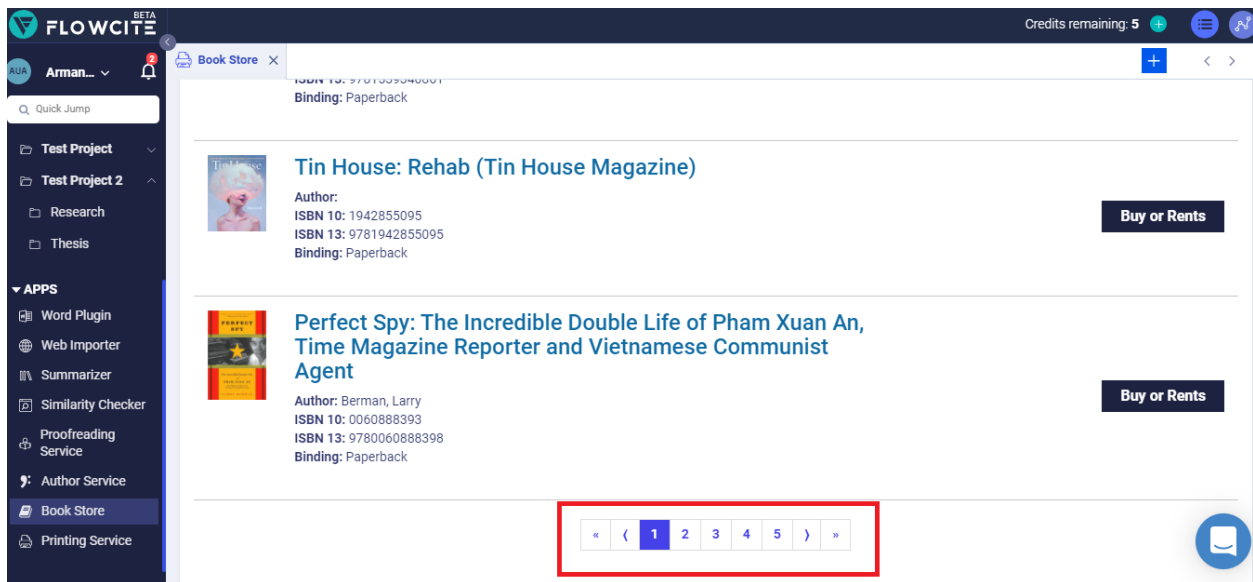 BETA
FLOWCITE
Credits remaining: 5
AUA
Arman...
2
Book Store
Quick Jump
Test Project
Test Project 2
Research
Thesis
APPS
Word Plugin
Web Importer
Summarizer
Similarity Checker
Proofreading
Service
Author Service
Book Store
Printing Service
Binding: Paperback
Tin House: Rehab (Tin House Magazine)
Author:
ISBN 10: 1942855095
ISBN 13: 9781942855095
Binding: Paperback
Buy or Rents
Perfect Spy: The Incredible Double Life of Pham Xuan An,
Time Magazine Reporter and Vietnamese Communist
Agent
Author: Berman, Larry
ISBN 10: 0060888393
ISBN 13: 9780060888398
Binding: Paperback
Buy or Rents
« ⟨ 1 2 3 4 5 ⟩ »